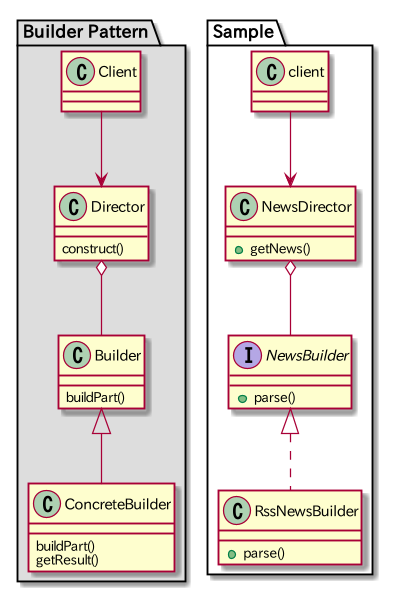 Builder Pattern
C Client
C Director
construct()
C Builder
buildPart()
C ConcreteBuilder
buildPart()
getResult()
Sample
C client
C NewsDirector
getNews()
I NewsBuilder
parse()
C RssNewsBuilder
parse()